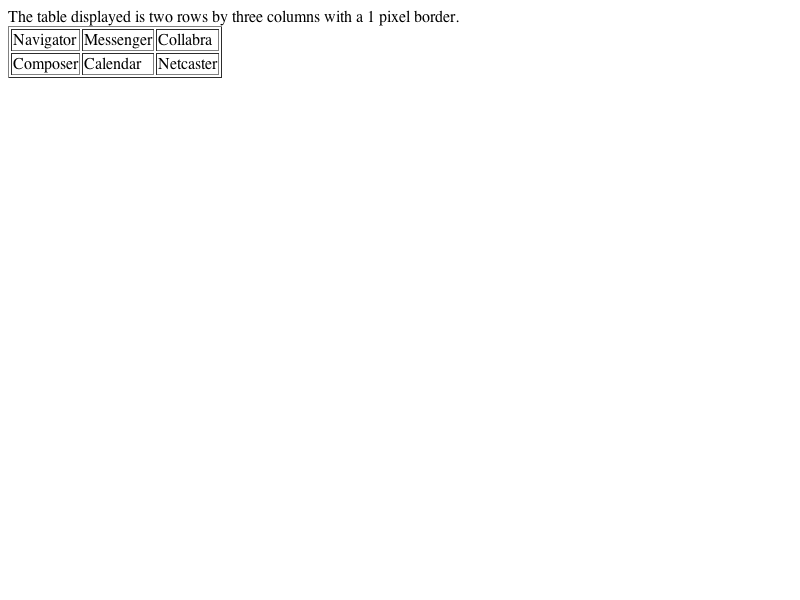 The table displayed is two rows by three columns with a 1 pixel border.
Navigator Messenger Collabra
Composer Calendar Netcaster